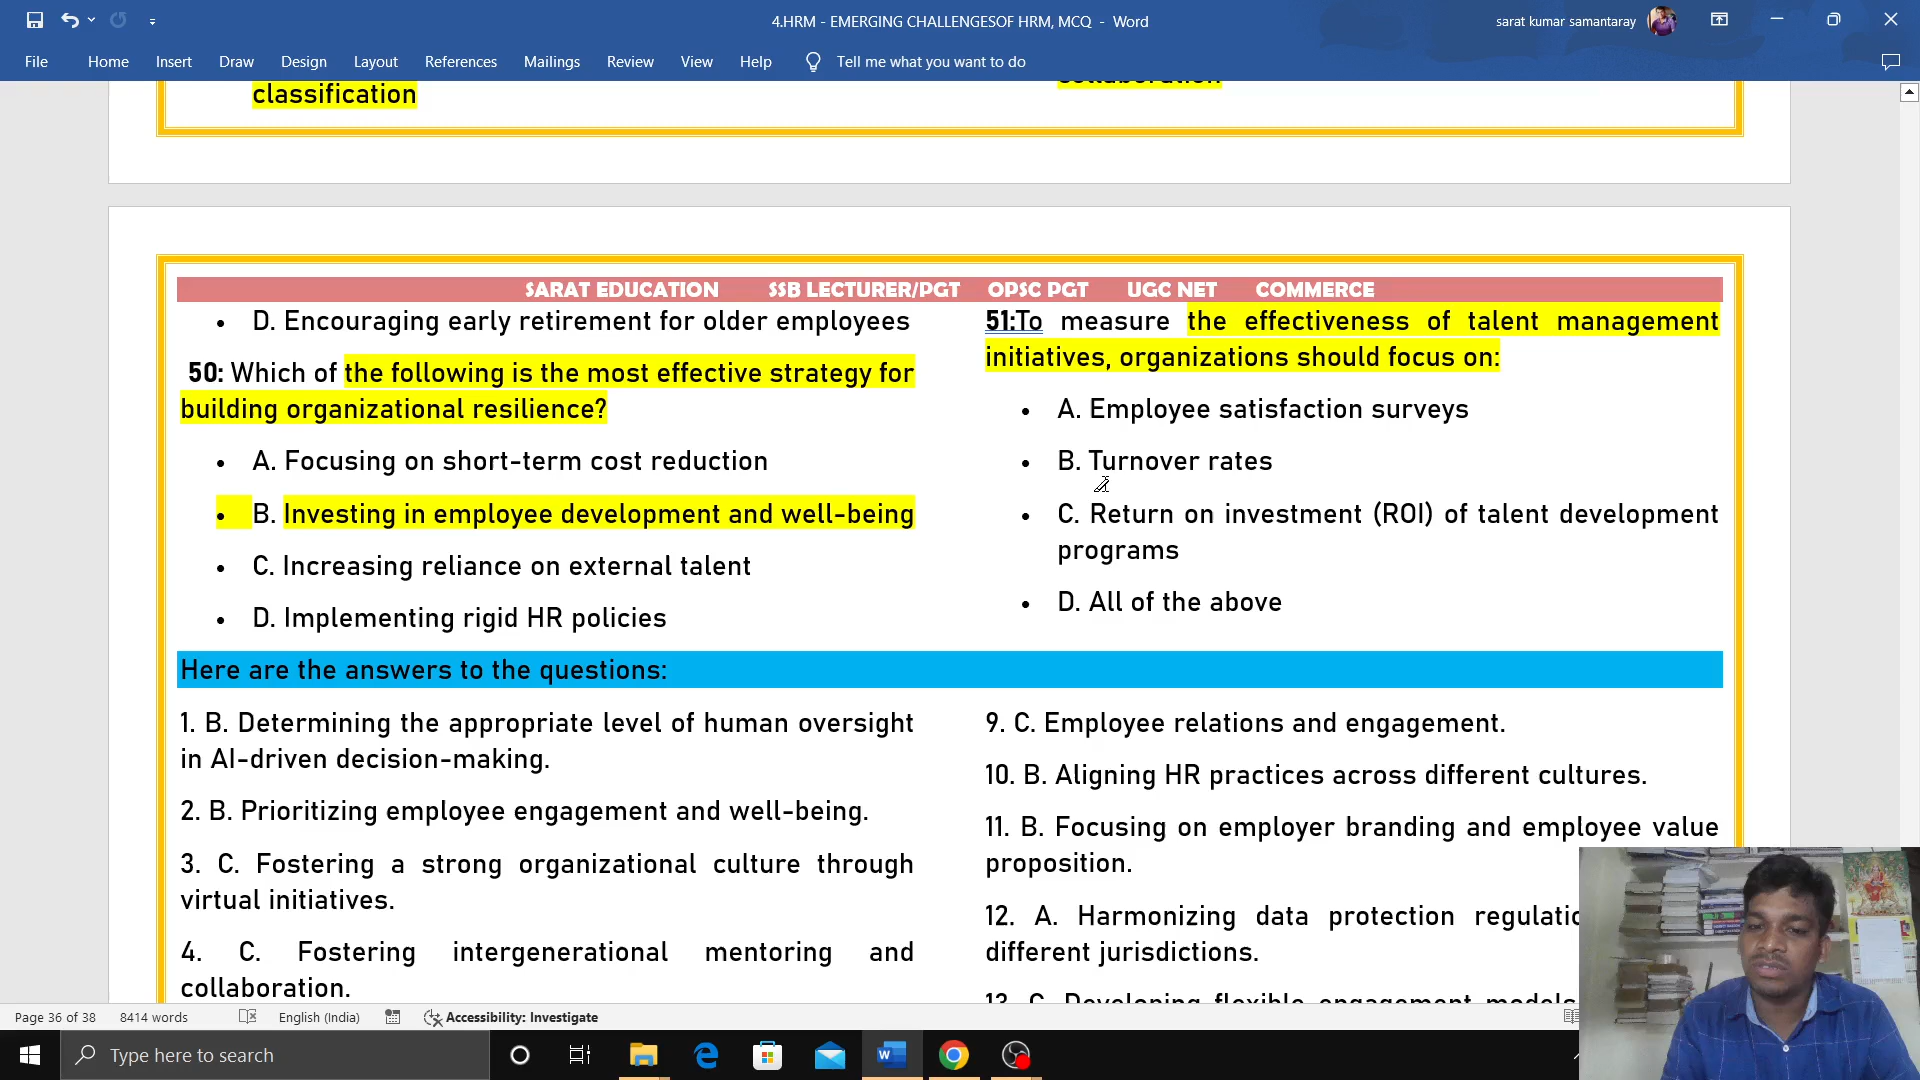 4.HRM - EMERGING CHALLENGESOF HRM, MCQ - Word
sarat kumar samantaray
File Home Insert Draw Design Layout References Mailings Review View Help Tell me what you want to do
classification
collaboration
SARAT EDUCATION SSB LECTURER/PGT OPSC PGT UGC NET COMMERCE
• D. Encouraging early retirement for older employees
50: Which of the following is the most effective strategy for
building organizational resilience?
• A. Focusing on short-term cost reduction
• B. Investing in employee development and well-being
• C. Increasing reliance on external talent
• D. Implementing rigid HR policies
51:To measure the effectiveness of talent management
initiatives, organizations should focus on:
• A. Employee satisfaction surveys
• B. Turnover rates
• C. Return on investment (ROI) of talent development
programs
• D. All of the above
Here are the answers to the questions:
1. B. Determining the appropriate level of human oversight
in AI-driven decision-making.
2. B. Prioritizing employee engagement and well-being.
3. C. Fostering a strong organizational culture through
virtual initiatives.
4. C. Fostering intergenerational mentoring and
collaboration.
9. C. Employee relations and engagement.
10. B. Aligning HR practices across different cultures.
11. B. Focusing on employer branding and employee value
proposition.
12. A. Harmonizing data protection
different jurisdictions.
13. C. Developing flexible engagement models
Page 36 of 38 8414 words English (India) Accessibility: Investigate
Type here to search